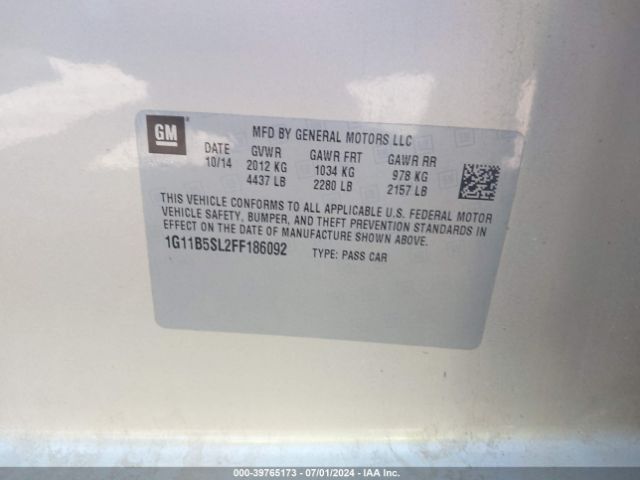 GM
MFD BY GENERAL MOTORS LLC
DATE GVWR GAWR FRT GAWR RR
10/14 2012 KG 1034 KG 978 KG
4437 LB 2280 LB 2157 LB
THIS VEHICLE CONFORMS TO ALL APPLICABLE U.S. FEDERAL MOTOR
VEHICLE SAFETY, BUMPER, AND THEFT PREVENTION STANDARDS IN
EFFECT ON THE DATE OF MANUFACTURE SHOWN ABOVE.
1G11B5SL2FF186092 TYPE: PASS CAR
000-39765173 - 07/01/2024 - IAA Inc.